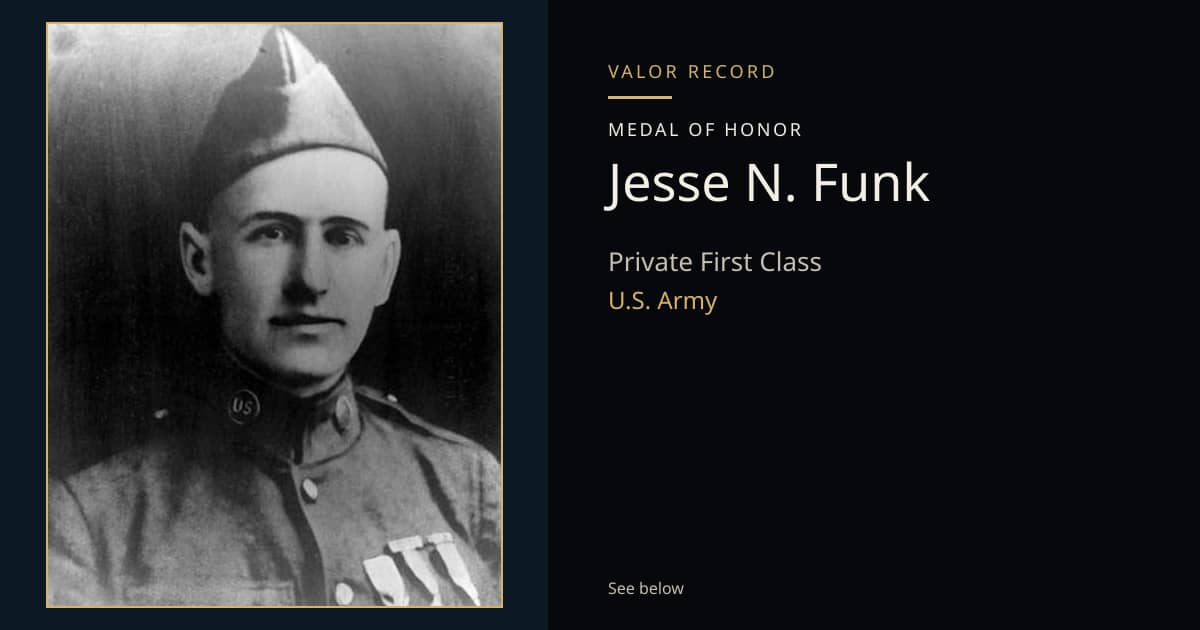 VALOR RECORD
MEDAL OF HONOR
Jesse N. Funk
Private First Class
U.S. Army
See below
US